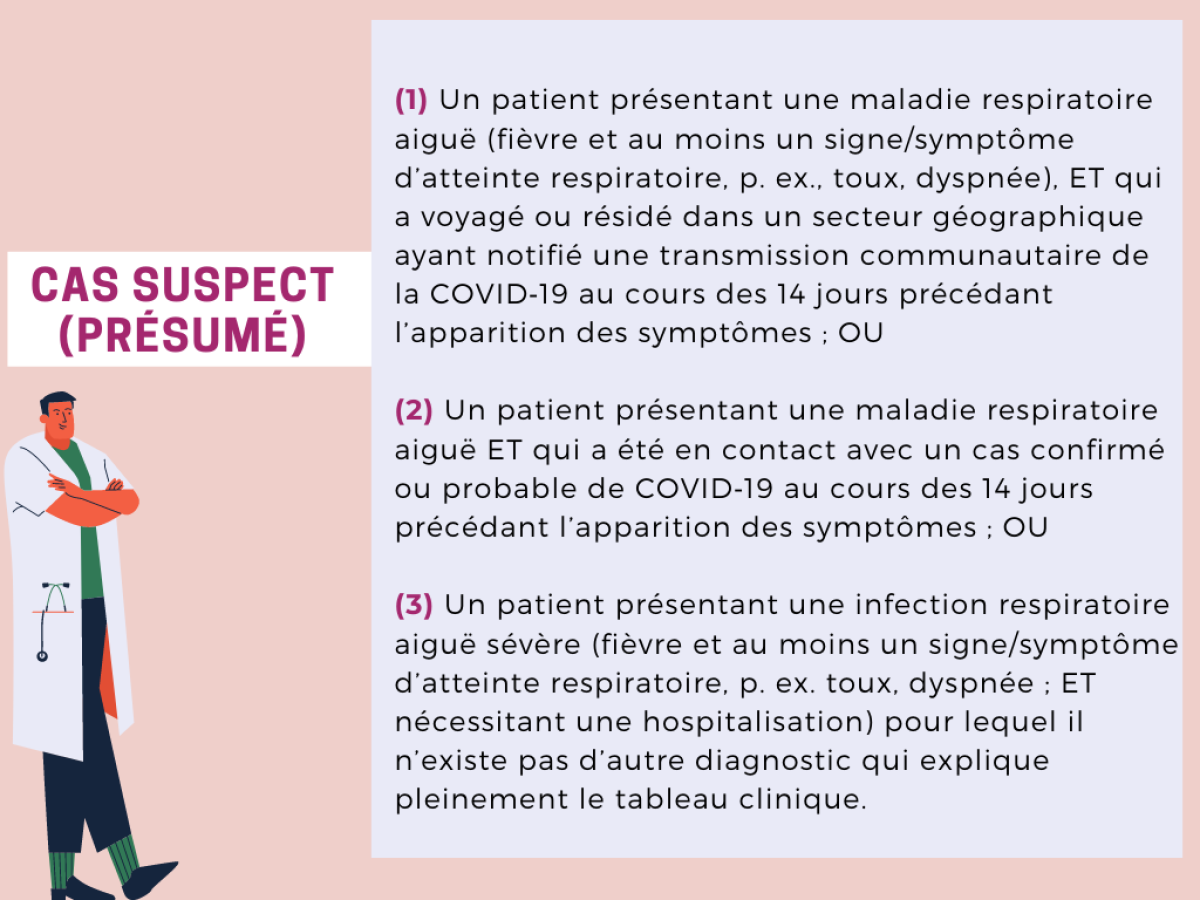 CAS SUSPECT
(PRÉSUMÉ)
(1) Un patient présentant une maladie respiratoire
aiguë (fièvre et au moins un signe/symptôme
d’atteinte respiratoire, p. ex., toux, dyspnée), ET qui
a voyagé ou résidé dans un secteur géographique
ayant notifié une transmission communautaire de
la COVID-19 au cours des 14 jours précédant
l’apparition des symptômes ; OU
(2) Un patient présentant une maladie respiratoire
aiguë ET qui a été en contact avec un cas confirmé
ou probable de COVID-19 au cours des 14 jours
précédant l’apparition des symptômes ; OU
(3) Un patient présentant une infection respiratoire
aiguë sévère (fièvre et au moins un signe/symptôme
d’atteinte respiratoire, p. ex. toux, dyspnée ; ET
nécessitant une hospitalisation) pour lequel il
n’existe pas d’autre diagnostic qui explique
pleinement le tableau clinique.